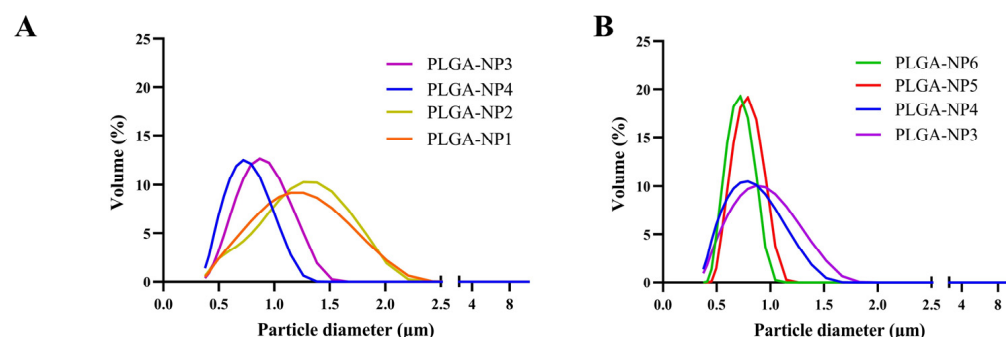 A
25
20
15
10
5
0
Volume (%)
PLGA-NP3
PLGA-NP4
PLGA-NP2
PLGA-NP1
0.0 0.5 1.0 1.5 2.0 2.5 4 8
Particle diameter (μm)
B
25
20
15
10
5
0
Volume (%)
PLGA-NP6
PLGA-NP5
PLGA-NP4
PLGA-NP3
0.0 0.5 1.0 1.5 2.0 2.5 4 8
Particle diameter (μm)